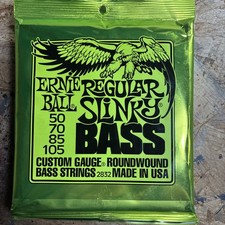 ERNIE BALL
REGULAR SLINKY
50
70
85
105
BASS
CUSTOM GAUGE® ROUNDWOUND
BASS STRINGS 2832 MADE IN USA